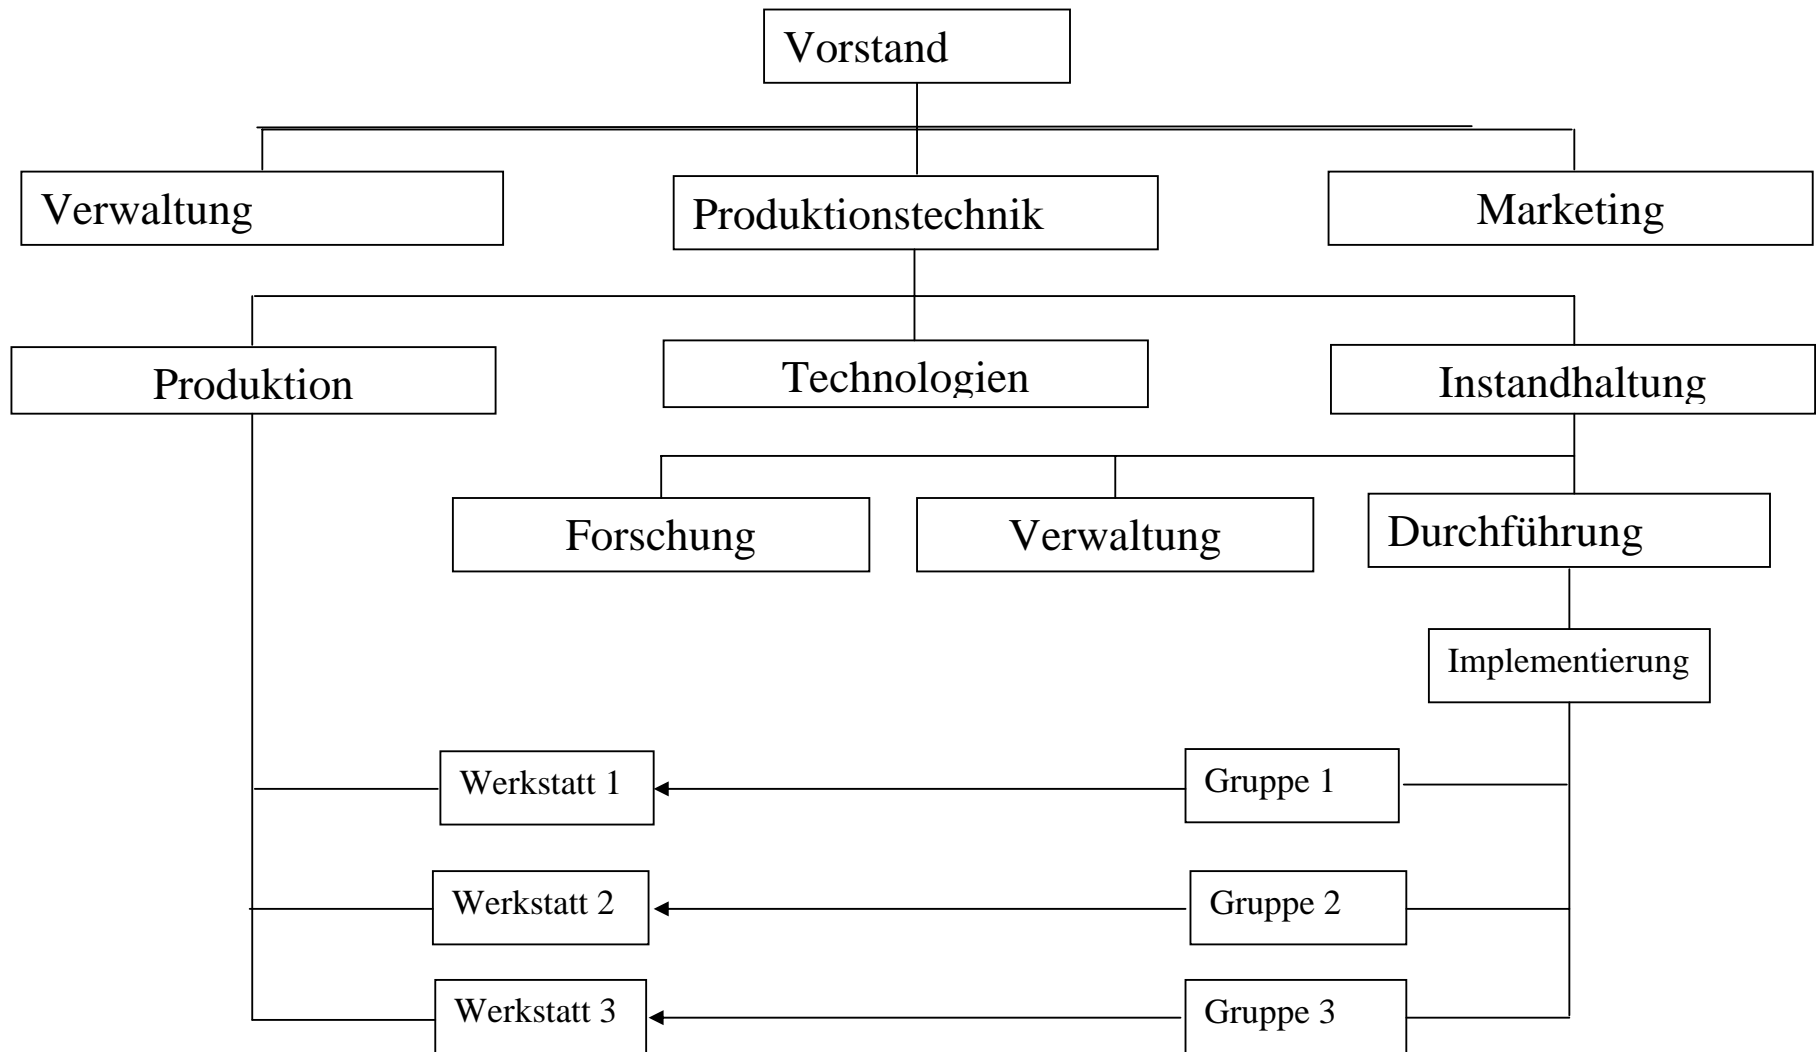 Vorstand
Verwaltung
Produktionstechnik
Marketing
Produktion
Technologien
Instandhaltung
Forschung
Verwaltung
Durchführung
Implementierung
Werkstatt 1
Gruppe 1
Werkstatt 2
Gruppe 2
Werkstatt 3
Gruppe 3